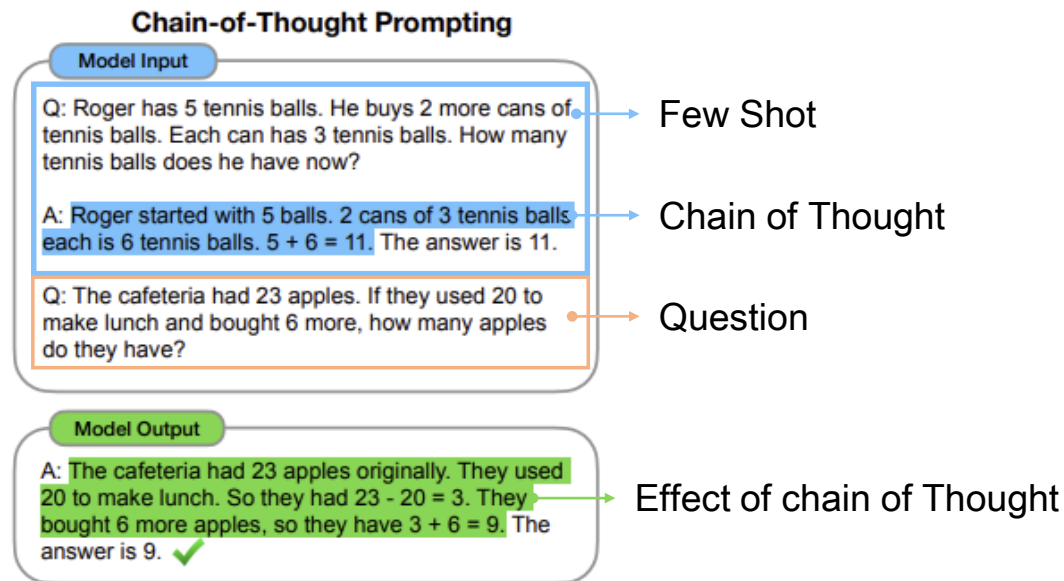 Chain-of-Thought Prompting
Model Input
Q: Roger has 5 tennis balls. He buys 2 more cans of
tennis balls. Each can has 3 tennis balls. How many
tennis balls does he have now?
A: Roger started with 5 balls. 2 cans of 3 tennis balls
each is 6 tennis balls. 5 + 6 = 11. The answer is 11.
Q: The cafeteria had 23 apples. If they used 20 to
make lunch and bought 6 more, how many apples
do they have?
Few Shot
Chain of Thought
Question
Model Output
A: The cafeteria had 23 apples originally. They used
20 to make lunch. So they had 23 - 20 = 3. They
bought 6 more apples, so they have 3 + 6 = 9. The
answer is 9.
Effect of chain of Thought